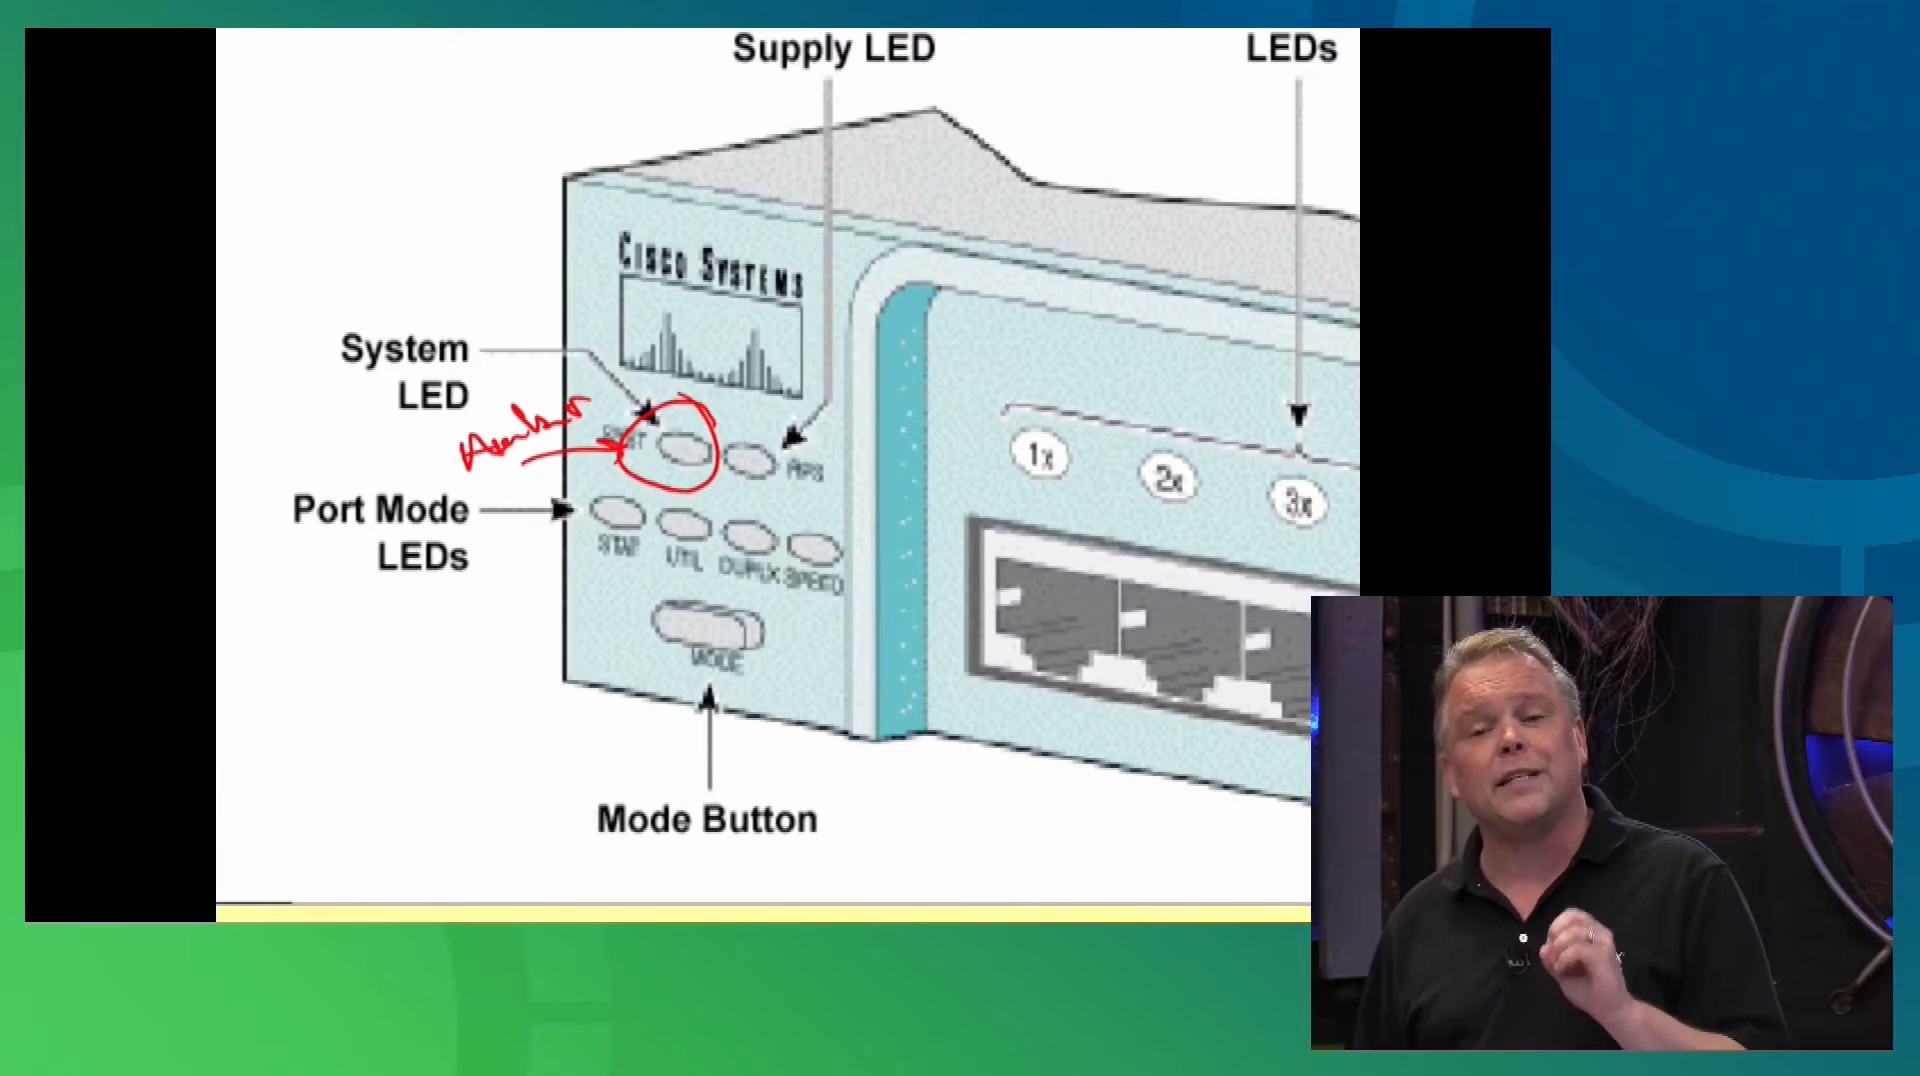 Supply LED
LEDs
CISCO SYSTEMS
System
LED
Amber
RPS
1x
2x
3x
Port Mode
LEDs
STAT
UTIL
DUPLX
SPEED
MODE
Mode Button